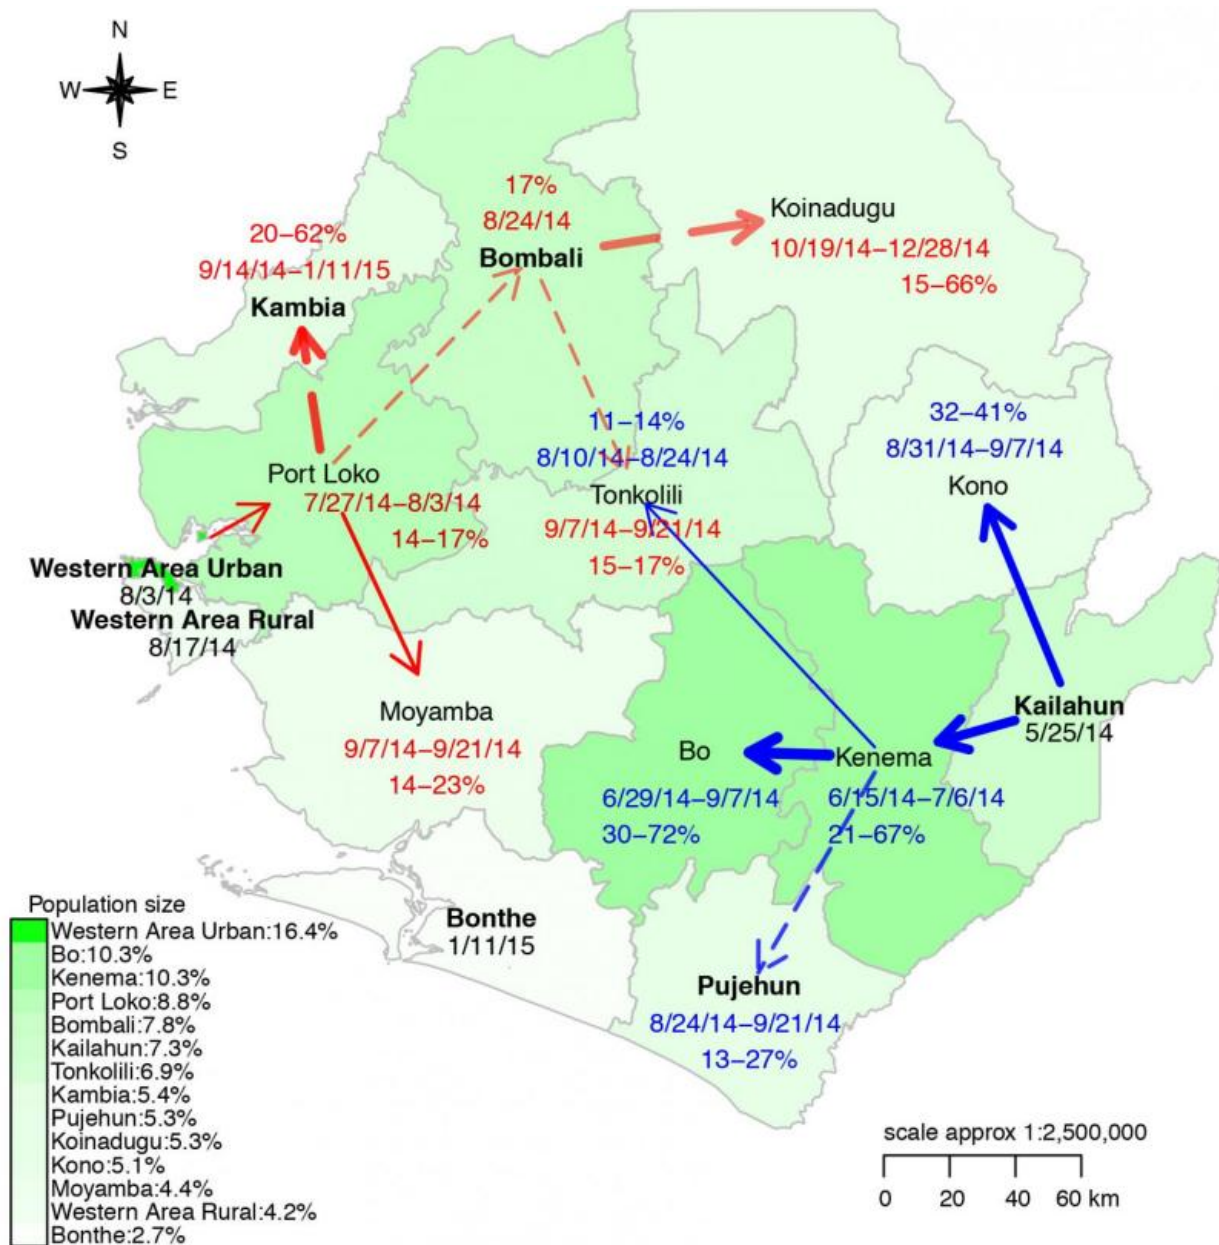 N
W E
S
17%
8/24/14
Bombali
Koinadugu
10/19/14–12/28/14
15–66%
20–62%
9/14/14–1/11/15
Kambia
11–14%
8/10/14–8/24/14
Tonkolili
9/7/14–9/21/14
15–17%
32–41%
8/31/14–9/7/14
Kono
Port Loko
7/27/14–8/3/14
14–17%
Western Area Urban
8/3/14
Western Area Rural
8/17/14
Moyamba
9/7/14–9/21/14
14–23%
Bo
6/29/14–9/7/14
30–72%
Kenema
6/15/14–7/6/14
21–67%
Kailahun
5/25/14
Bonthe
1/11/15
Pujehun
8/24/14–9/21/14
13–27%
Population size
Western Area Urban:16.4%
Bo:10.3%
Kenema:10.3%
Port Loko:8.8%
Bombali:7.8%
Kailahun:7.3%
Tonkolili:6.9%
Kambia:5.4%
Pujehun:5.3%
Koinadugu:5.3%
Kono:5.1%
Moyamba:4.4%
Western Area Rural:4.2%
Bonthe:2.7%
scale approx 1:2,500,000
0 20 40 60 km